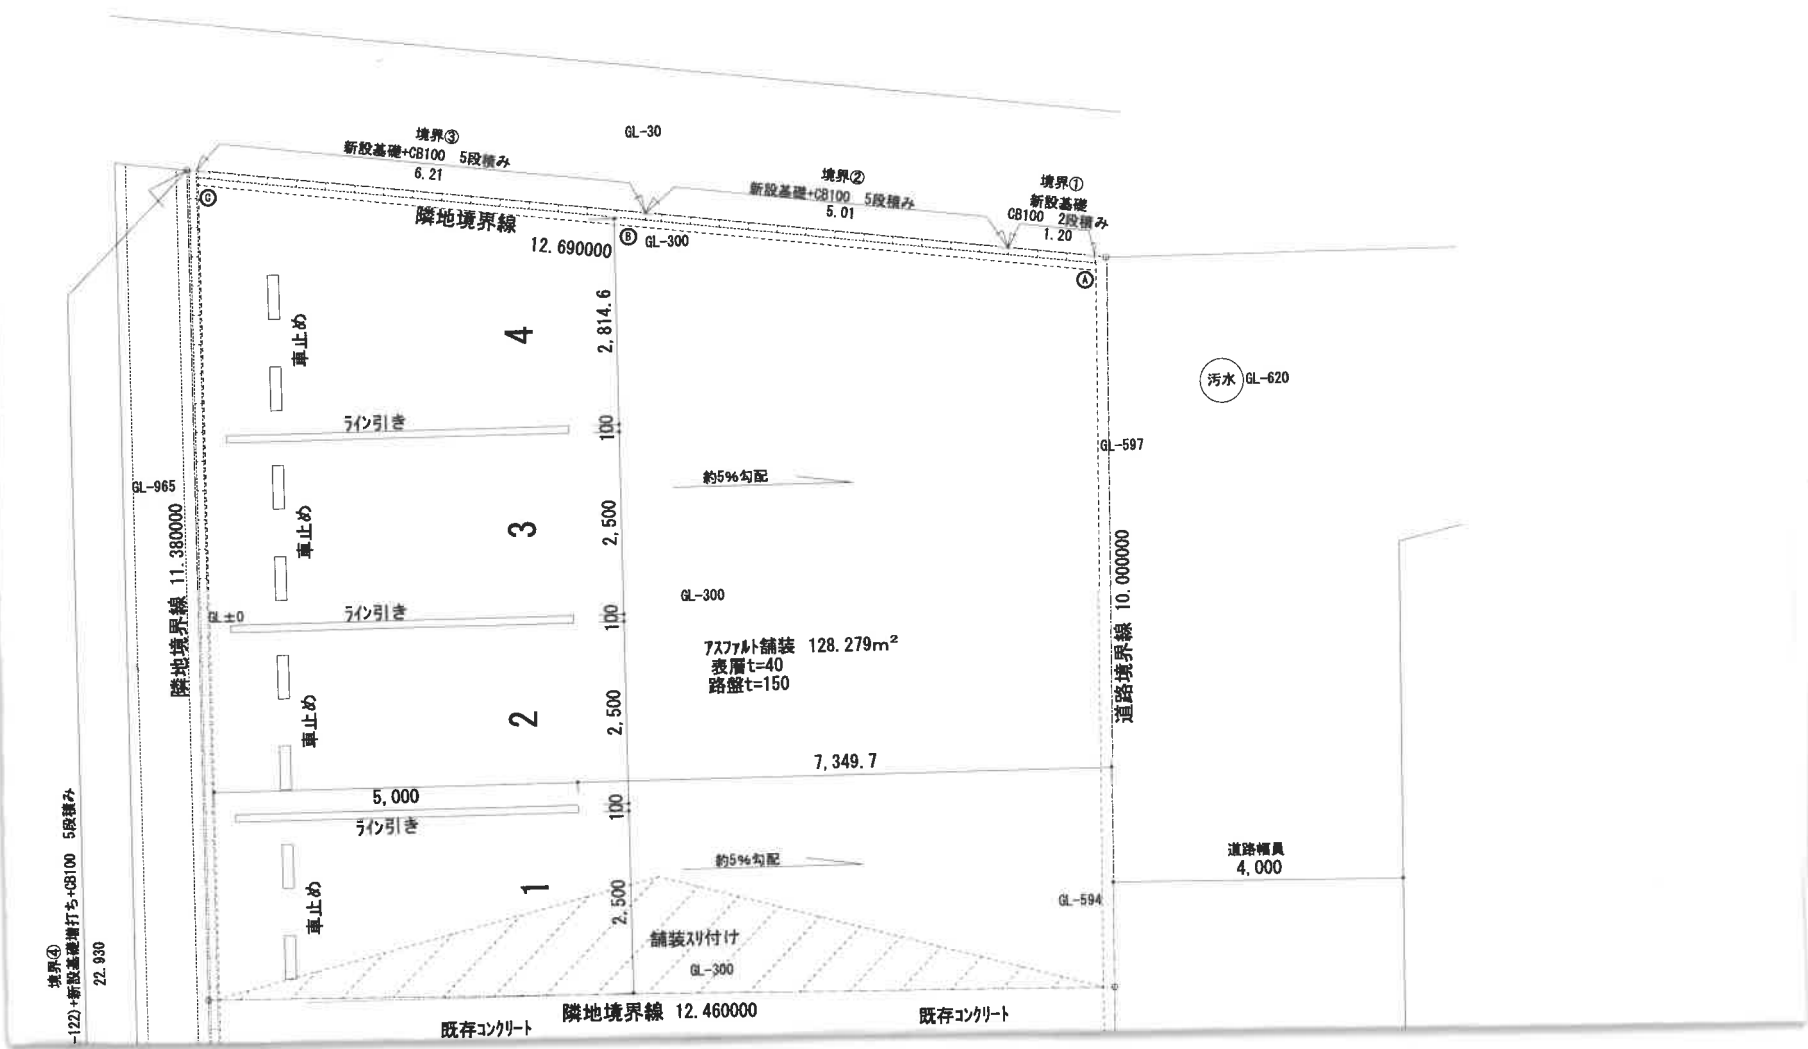 境界③
新設基礎+CB100 5段積み
6.21
GL-30
境界②
新設基礎+CB100 5段積み
5.01
境界①
新設基礎
CB100 2段積み
1.20
C
隣地境界線
12.690000
B
GL-300
A
2,814.6
4
車止め
汚水
GL-620
ライン引き
100
GL-597
約5%勾配
GL-965
隣地境界線 11.380000
3
車止め
2,500
道路境界線 10.000000
GL-300
GL±0
ライン引き
100
アスファルト舗装 128.279m²
表層t=40
路盤t=150
2
車止め
2,500
7,349.7
5,000
ライン引き
100
約5%勾配
道路幅員
4,000
1
車止め
2,500
GL-594
舗装スリ付け
GL-300
境界④
-122)+新設基礎増打ち+CB100 5段積み
22.930
隣地境界線 12.460000
既存コンクリート
既存コンクリート